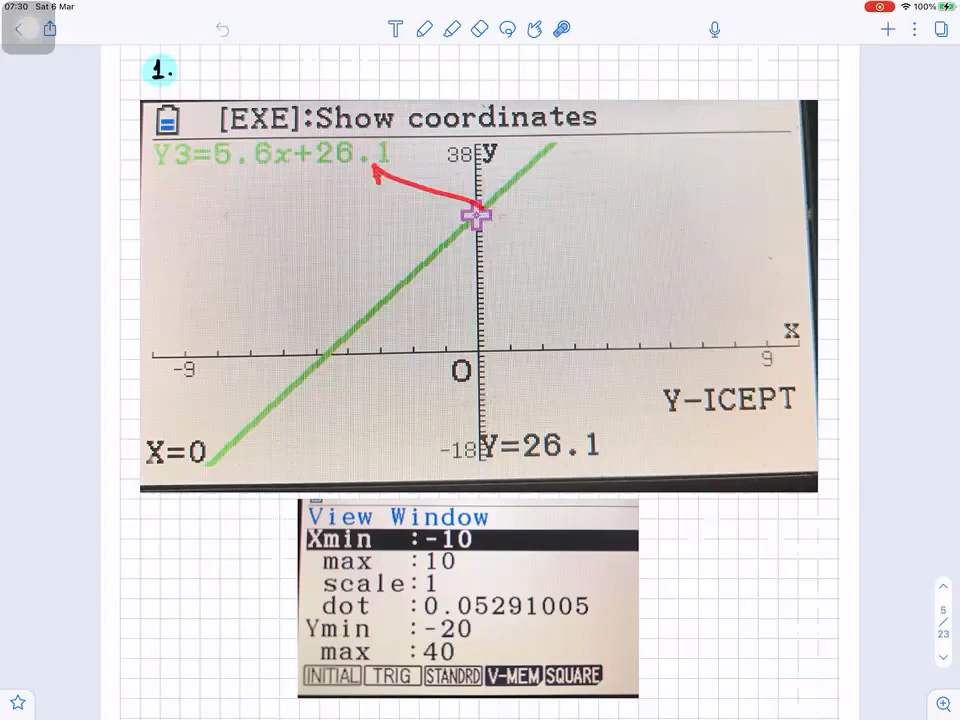 07:30 Sat 6 Mar
100%
1.
[EXE]:Show coordinates
Y3=5.6x+26.1
38
y
x
-9
O
9
Y-ICEPT
X=0
-18
Y=26.1
View Window
Xmin :-10
max :10
scale:1
dot :0.05291005
Ymin :-20
max :40
INITIAL TRIG STANDRD V-MEM SQUARE
5
/
23